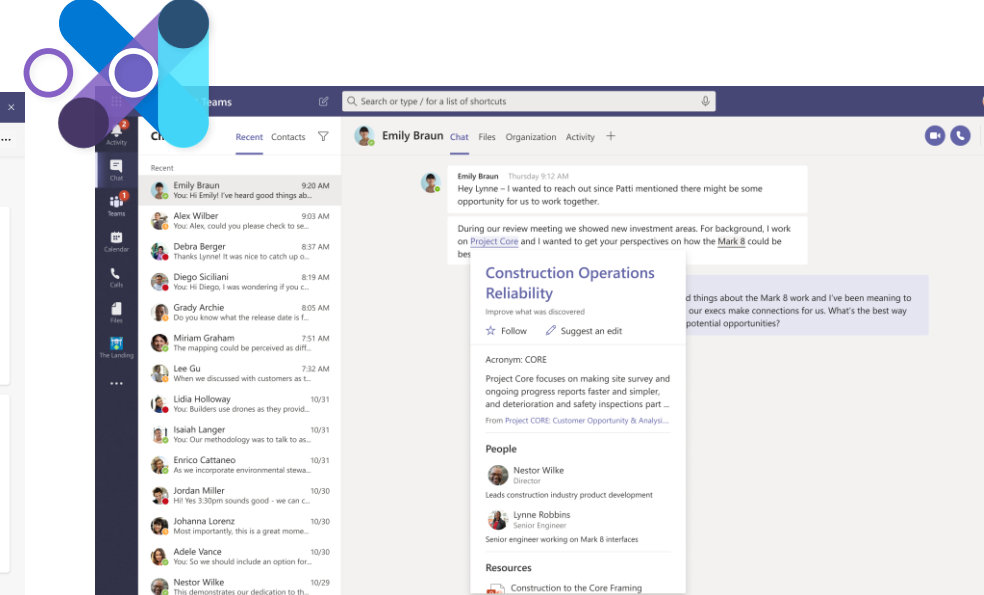 Teams
Search or type / for a list of shortcuts
2
Activity
Chat
1
Teams
Calendar
Calls
Files
The Landing
Recent
Contacts
Recent
Emily Braun 9:20 AM
You: Hi Emily! I've heard good things ab...
Alex Wilber 9:03 AM
You: Alex, could you please check to se...
Debra Berger 8:37 AM
Thanks Lynne! It was nice to catch up o...
Diego Siciliani 8:19 AM
You: Hi Diego, I was wondering if you c...
Grady Archie 8:05 AM
Do you know what the release date is f...
Miriam Graham 7:51 AM
The mapping could be perceived as diff...
Lee Gu 7:32 AM
When we discussed with customers as t...
Lidia Holloway 10/31
You: Builders use drones as they provid...
Isaiah Langer 10/31
You: Our methodology was to talk to as...
Enrico Cattaneo 10/31
As we incorporate environmental stewa...
Jordan Miller 10/30
Hi! Yes 3:30pm sounds good - we can c...
Johanna Lorenz 10/30
Most importantly, this is a great mome...
Adele Vance 10/30
You: So we should include an option for...
Nestor Wilke 10/29
This demonstrates our dedication to th...
Emily Braun Chat Files Organization Activity
Emily Braun Thursday 9:12 AM
Hey Lynne – I wanted to reach out since Patti mentioned there might be some
opportunity for us to work together.
During our review meeting we showed new investment areas. For background, I work
on Project Core and I wanted to get your perspectives on how the Mark 8 could be
bes
d things about the Mark 8 work and I've been meaning to
our execs make connections for us. What's the best way
potential opportunities?
Construction Operations
Reliability
Improve what was discovered
Follow
Suggest an edit
Acronym: CORE
Project Core focuses on making site survey and
ongoing progress reports faster and simpler,
and deterioration and safety inspections part ...
From Project CORE: Customer Opportunity & Analysi...
People
Nestor Wilke
Director
Leads construction industry product development
Lynne Robbins
Senior Engineer
Senior engineer working on Mark 8 interfaces
Resources
Construction to the Core Framing